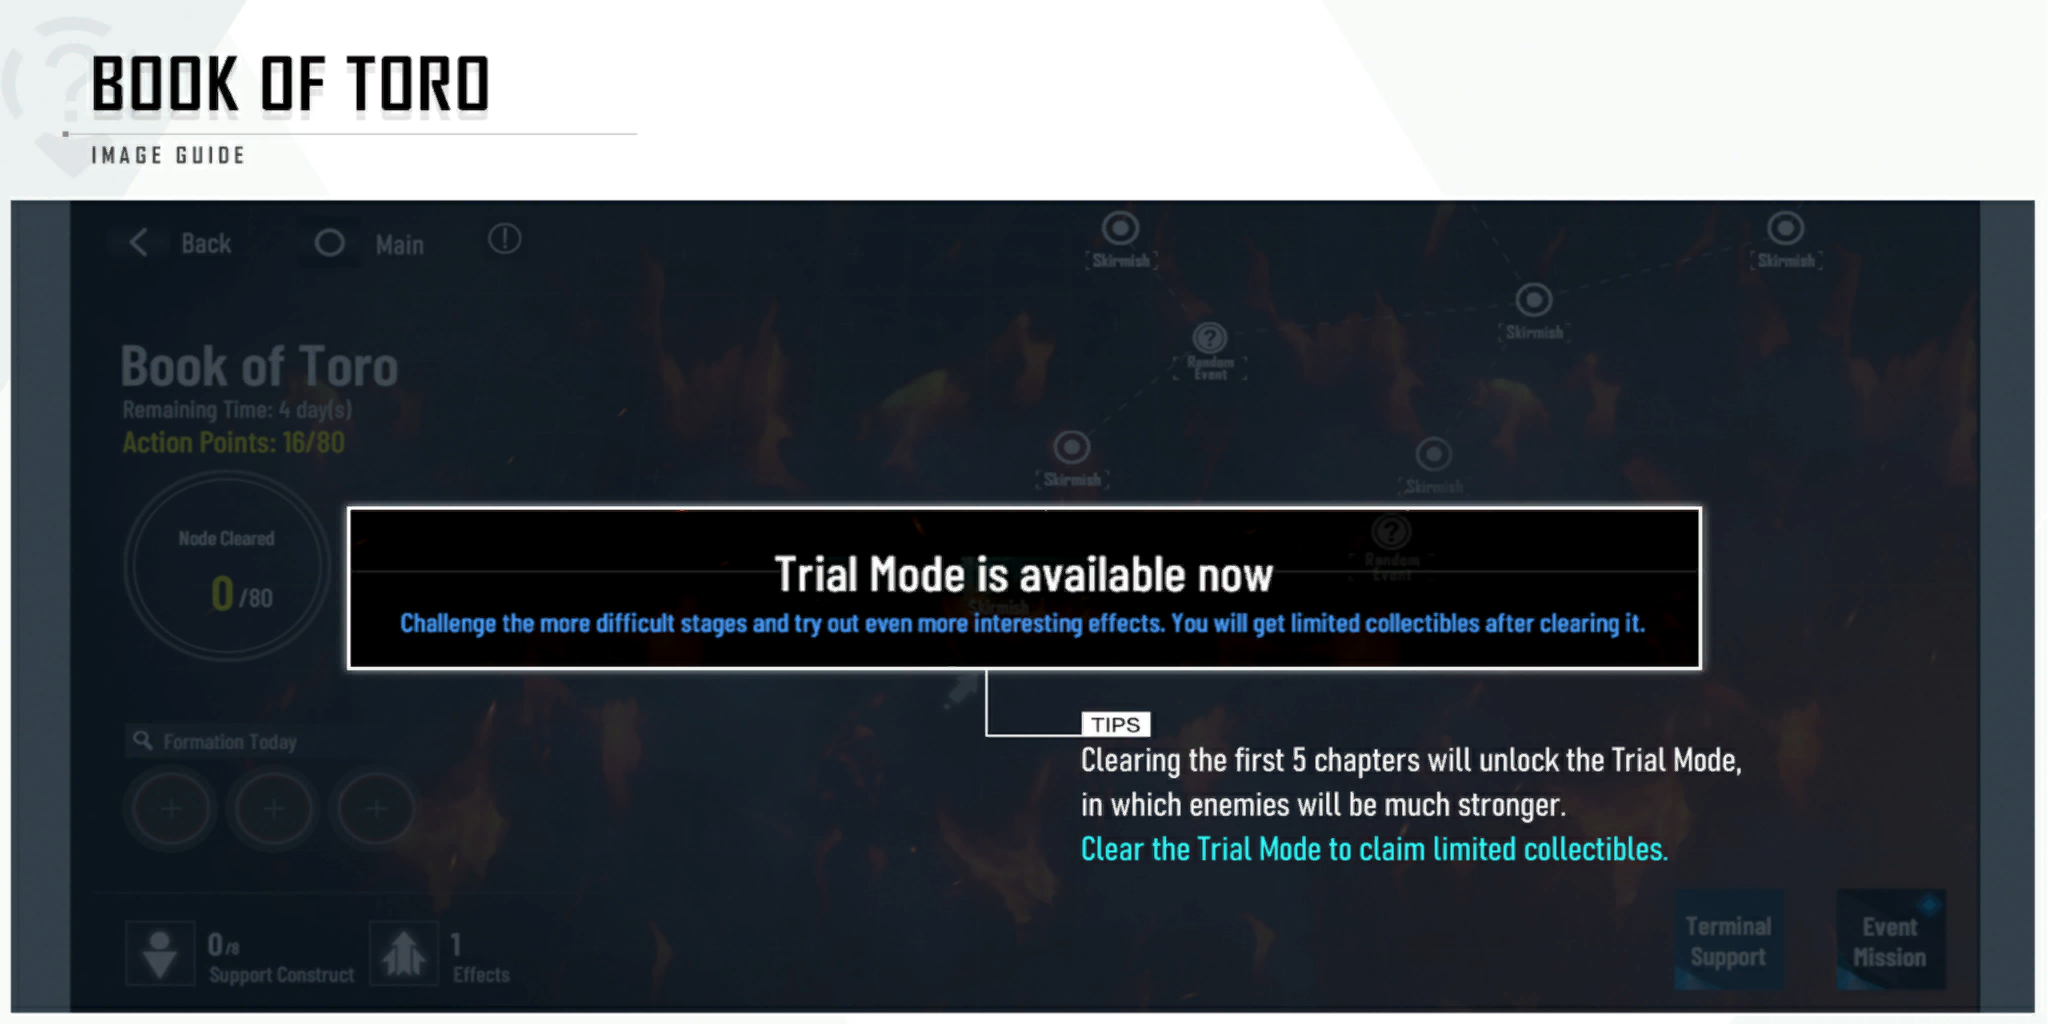 BOOK OF TORO
IMAGE GUIDE
Back
Main
Skirmish
Skirmish
Skirmish
Random
Event
Book of Toro
Remaining Time: 4 day(s)
Action Points: 16/80
Skirmish
Skirmish
Node Cleared
0/80
Random
Event
Trial Mode is available now
Skirmish
Challenge the more difficult stages and try out even more interesting effects. You will get limited collectibles after clearing it.
TIPS
Clearing the first 5 chapters will unlock the Trial Mode,
in which enemies will be much stronger.
Clear the Trial Mode to claim limited collectibles.
Formation Today
0/8
Support Construct
1
Effects
Terminal
Support
Event
Mission